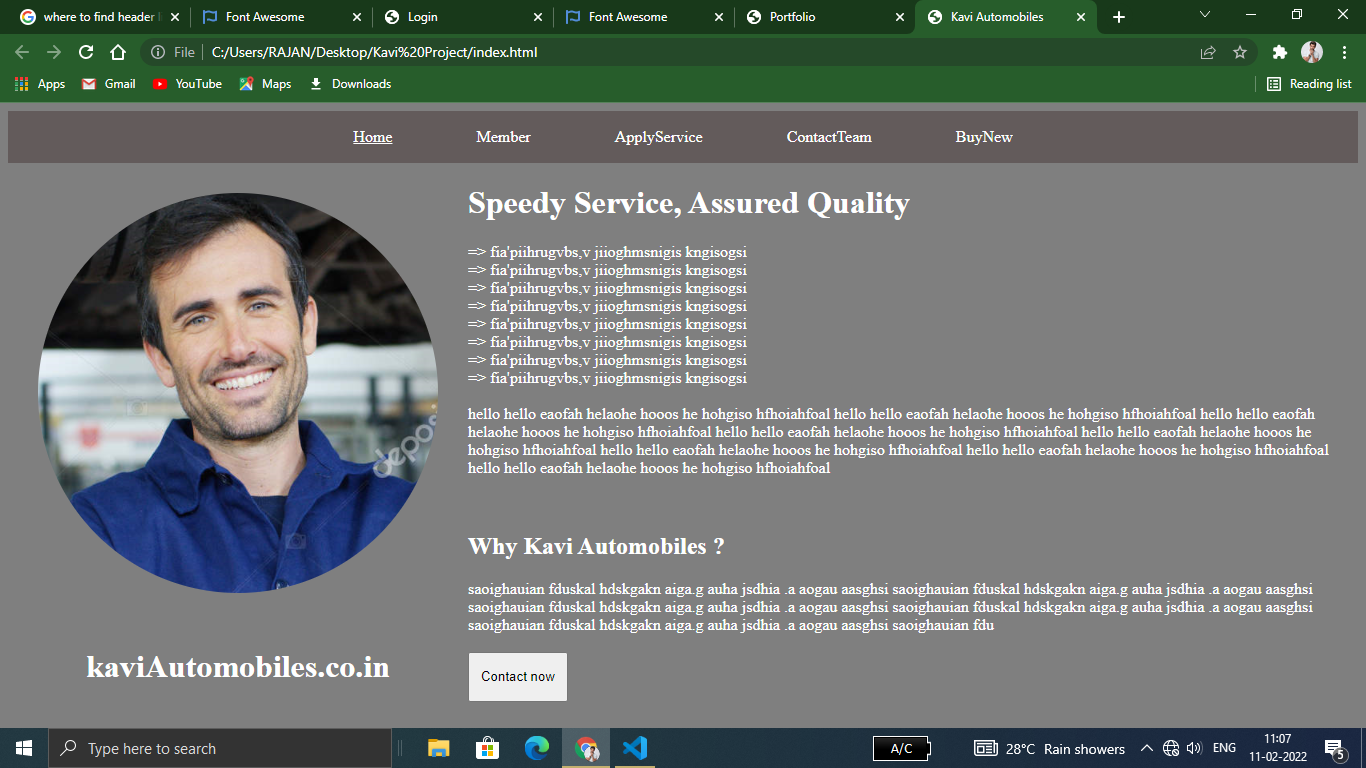 where to find header l
Font Awesome
Login
Font Awesome
Portfolio
Kavi Automobiles
File
C:/Users/RAJAN/Desktop/Kavi%20Project/index.html
Apps
Gmail
YouTube
Maps
Downloads
Reading list
Home
Member
ApplyService
ContactTeam
BuyNew
depos
kaviAutomobiles.co.in
Speedy Service, Assured Quality
=> fia'piihrugvbs,v jiioghmsnigis kngisogsi
=> fia'piihrugvbs,v jiioghmsnigis kngisogsi
=> fia'piihrugvbs,v jiioghmsnigis kngisogsi
=> fia'piihrugvbs,v jiioghmsnigis kngisogsi
=> fia'piihrugvbs,v jiioghmsnigis kngisogsi
=> fia'piihrugvbs,v jiioghmsnigis kngisogsi
=> fia'piihrugvbs,v jiioghmsnigis kngisogsi
=> fia'piihrugvbs,v jiioghmsnigis kngisogsi
hello hello eaofah helaohe hooos he hohgiso hfhoiahfoal hello hello eaofah helaohe hooos he hohgiso hfhoiahfoal hello hello eaofah
helaohe hooos he hohgiso hfhoiahfoal hello hello eaofah helaohe hooos he hohgiso hfhoiahfoal hello hello eaofah helaohe hooos he
hohgiso hfhoiahfoal hello hello eaofah helaohe hooos he hohgiso hfhoiahfoal hello hello eaofah helaohe hooos he hohgiso hfhoiahfoal
hello hello eaofah helaohe hooos he hohgiso hfhoiahfoal
Why Kavi Automobiles ?
saoighauian fduskal hdskgakn aiga.g auha jsdhia .a aogau aasghsi saoighauian fduskal hdskgakn aiga.g auha jsdhia .a aogau aasghsi
saoighauian fduskal hdskgakn aiga.g auha jsdhia .a aogau aasghsi saoighauian fduskal hdskgakn aiga.g auha jsdhia .a aogau aasghsi
saoighauian fduskal hdskgakn aiga.g auha jsdhia .a aogau aasghsi saoighauian fdu
Contact now
Type here to search
A/C
28°C Rain showers
ENG
11:07
11-02-2022
5